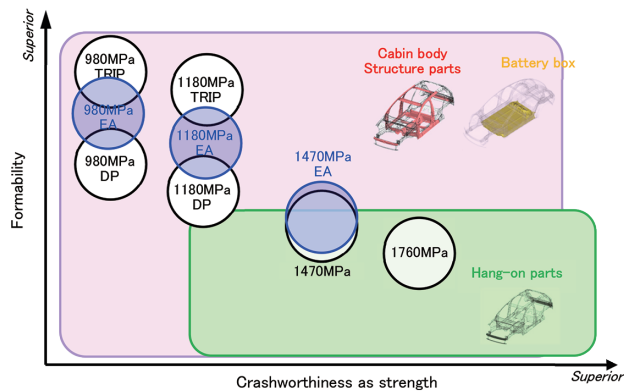 Superior
Formability
980MPa
TRIP
980MPa
EA
980MPa
DP
1180MPa
TRIP
1180MPa
EA
1180MPa
DP
1470MPa
EA
1470MPa
1760MPa
Cabin body
Structure parts
Battery box
Hang-on parts
Crashworthiness as strength
Superior